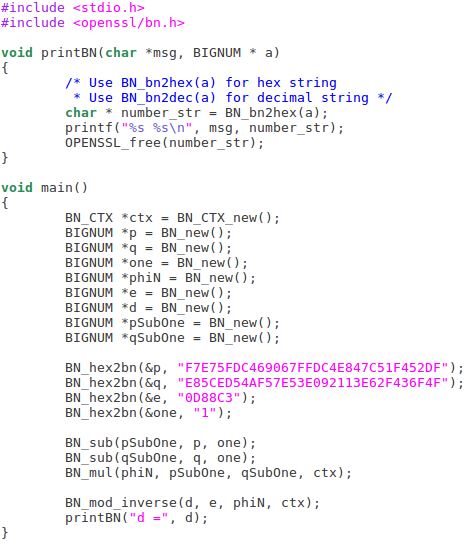 #include <stdio.h>
#include <openssl/bn.h>

void printBN(char *msg, BIGNUM * a)
{
        /* Use BN_bn2hex(a) for hex string
         * Use BN_bn2dec(a) for decimal string */
        char * number_str = BN_bn2hex(a);
        printf("%s %s\n", msg, number_str);
        OPENSSL_free(number_str);
}

void main()
{
        BN_CTX *ctx = BN_CTX_new();
        BIGNUM *p = BN_new();
        BIGNUM *q = BN_new();
        BIGNUM *one = BN_new();
        BIGNUM *phiN = BN_new();
        BIGNUM *e = BN_new();
        BIGNUM *d = BN_new();
        BIGNUM *pSubOne = BN_new();
        BIGNUM *qSubOne = BN_new();

        BN_hex2bn(&p, "F7E75FDC469067FFDC4E847C51F452DF");
        BN_hex2bn(&q, "E85CED54AF57E53E092113E62F436F4F");
        BN_hex2bn(&e, "0D88C3");
        BN_hex2bn(&one, "1");

        BN_sub(pSubOne, p, one);
        BN_sub(qSubOne, q, one);
        BN_mul(phiN, pSubOne, qSubOne, ctx);

        BN_mod_inverse(d, e, phiN, ctx);
        printBN("d =", d);
}